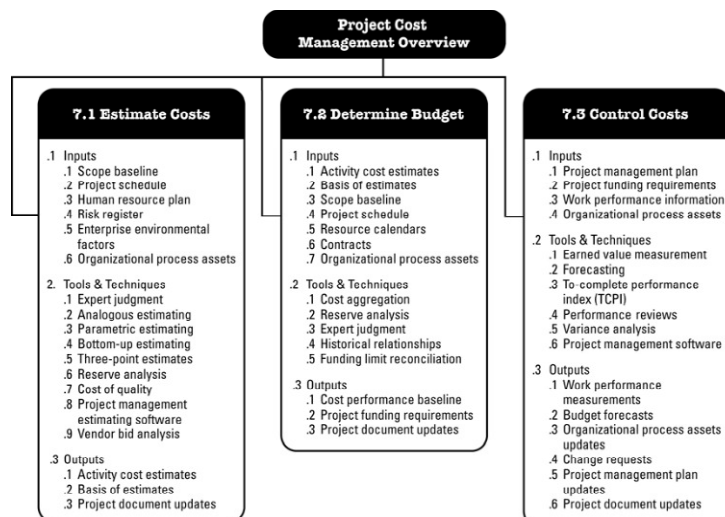 Project Cost
Management Overview
7.1 Estimate Costs
.1 Inputs
.1 Scope baseline
.2 Project schedule
.3 Human resource plan
.4 Risk register
.5 Enterprise environmental
factors
.6 Organizational process assets
2. Tools & Techniques
.1 Expert judgment
.2 Analogous estimating
.3 Parametric estimating
.4 Bottom-up estimating
.5 Three-point estimates
.6 Reserve analysis
.7 Cost of quality
.8 Project management
estimating software
.9 Vendor bid analysis
.3 Outputs
.1 Activity cost estimates
.2 Basis of estimates
.3 Project document updates
7.2 Determine Budget
.1 Inputs
.1 Activity cost estimates
.2 Basis of estimates
.3 Scope baseline
.4 Project schedule
.5 Resource calendars
.6 Contracts
.7 Organizational process assets
.2 Tools & Techniques
.1 Cost aggregation
.2 Reserve analysis
.3 Expert judgment
.4 Historical relationships
.5 Funding limit reconciliation
.3 Outputs
.1 Cost performance baseline
.2 Project funding requirements
.3 Project document updates
7.3 Control Costs
.1 Inputs
.1 Project management plan
.2 Project funding requirements
.3 Work performance information
.4 Organizational process assets
.2 Tools & Techniques
.1 Earned value measurement
.2 Forecasting
.3 To-complete performance
index (TCPI)
.4 Performance reviews
.5 Variance analysis
.6 Project management software
.3 Outputs
.1 Work performance
measurements
.2 Budget forecasts
.3 Organizational process assets
updates
.4 Change requests
.5 Project management plan
updates
.6 Project document updates